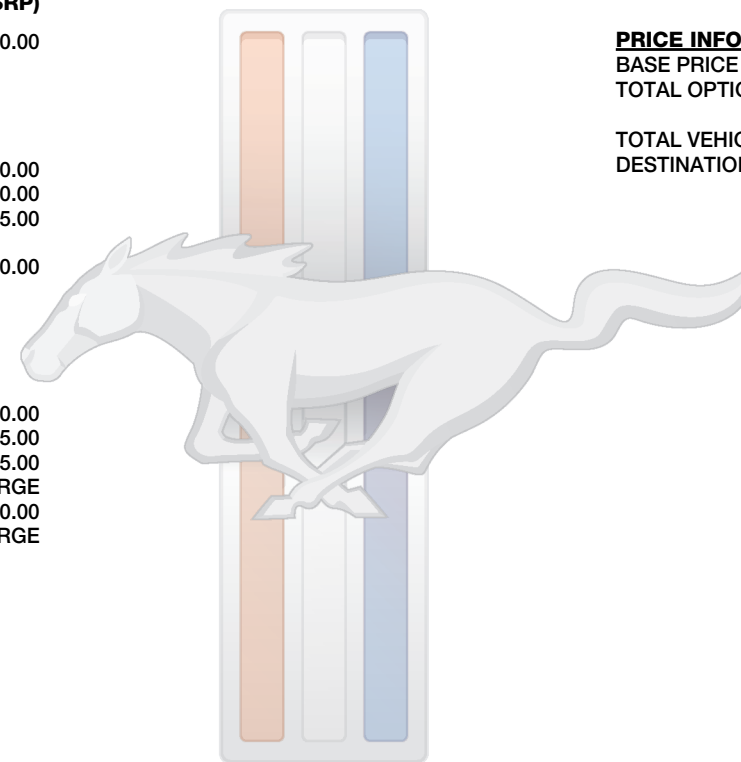 SRP)
0.00
0.00
0.00
5.00
0.00
0.00
5.00
5.00
RGE
0.00
RGE
PRICE INFO
BASE PRICE
TOTAL OPTIO
TOTAL VEHIC
DESTINATION